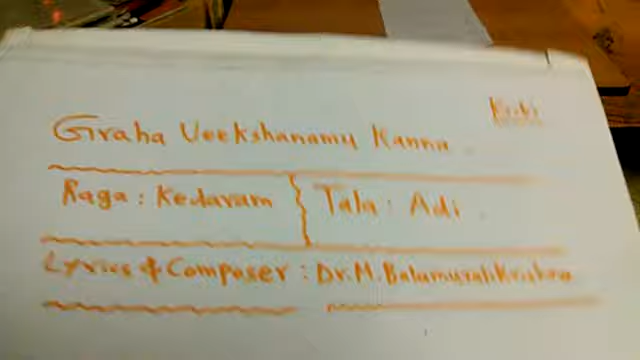 Kriti
Graha Veekshanamu Kanna
Raga : Kedaram } Tala : Adi
Lyrics & Composer : Dr.M.Balamuralikrishna